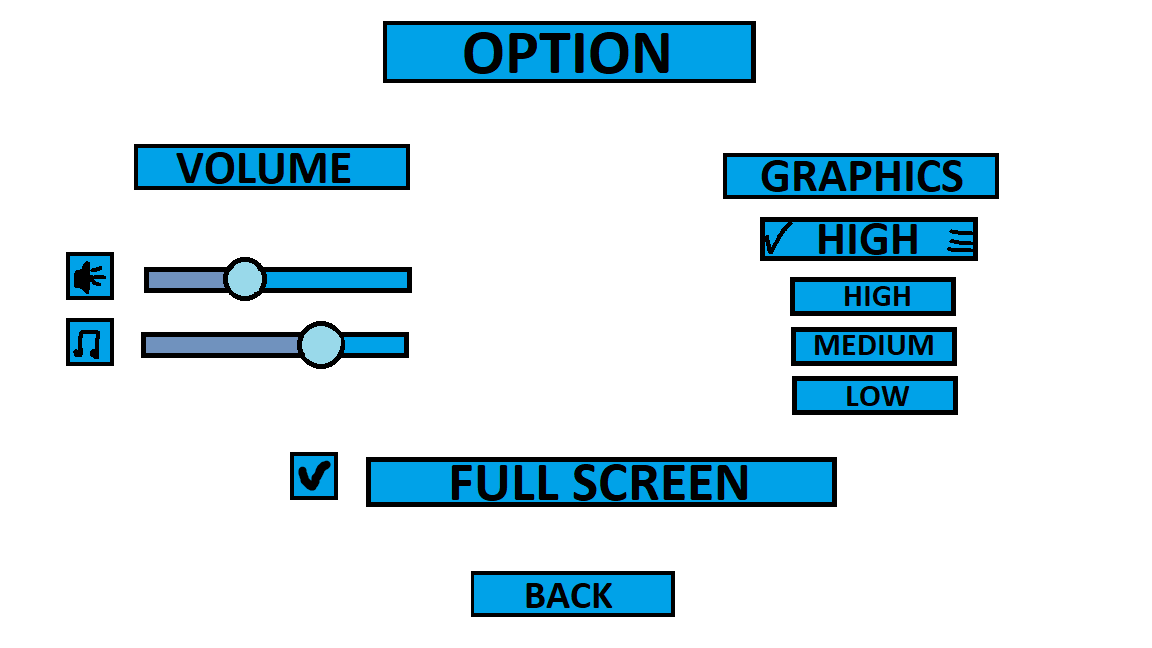 OPTION
VOLUME
GRAPHICS
HIGH
HIGH
MEDIUM
LOW
FULL SCREEN
BACK